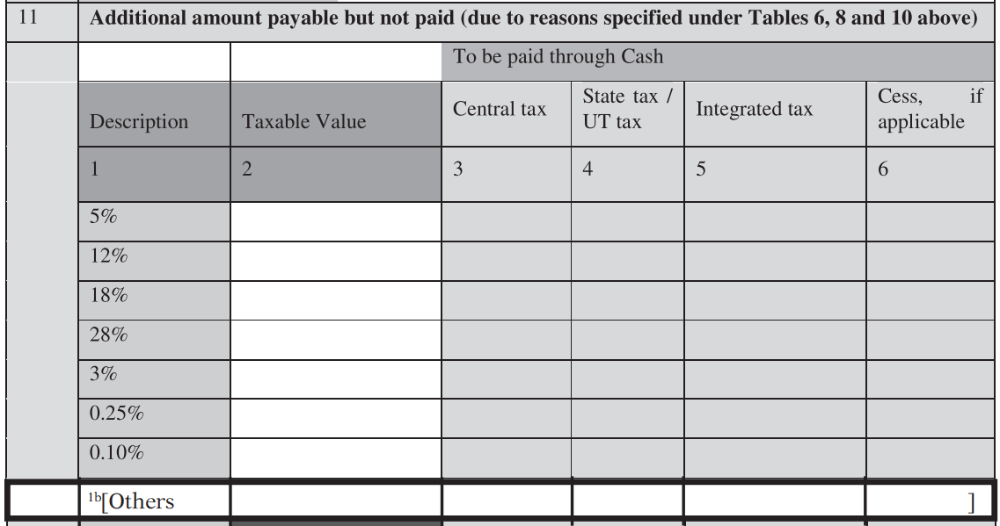 11 Additional amount payable but not paid (due to reasons specified under Tables 6, 8 and 10 above)
To be paid through Cash
Description Taxable Value Central tax State tax / UT tax Integrated tax Cess, if applicable
1 2 3 4 5 6
5%
12%
18%
28%
3%
0.25%
0.10%
1b[Others ]